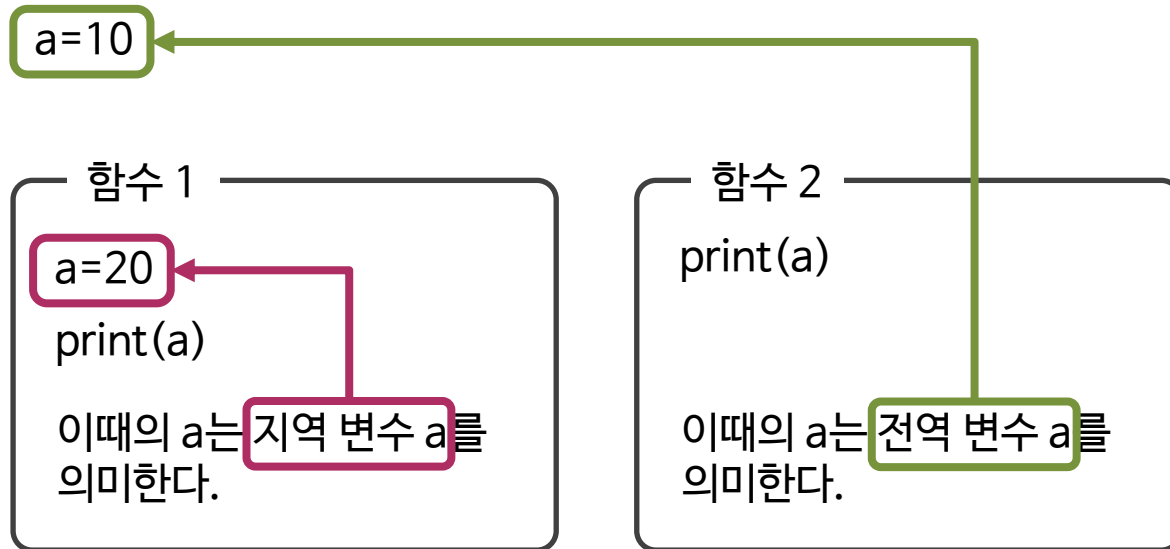 a=10
함수 1
a=20
print(a)
이때의 a는 지역 변수 a를
의미한다.
함수 2
print(a)
이때의 a는 전역 변수 a를
의미한다.